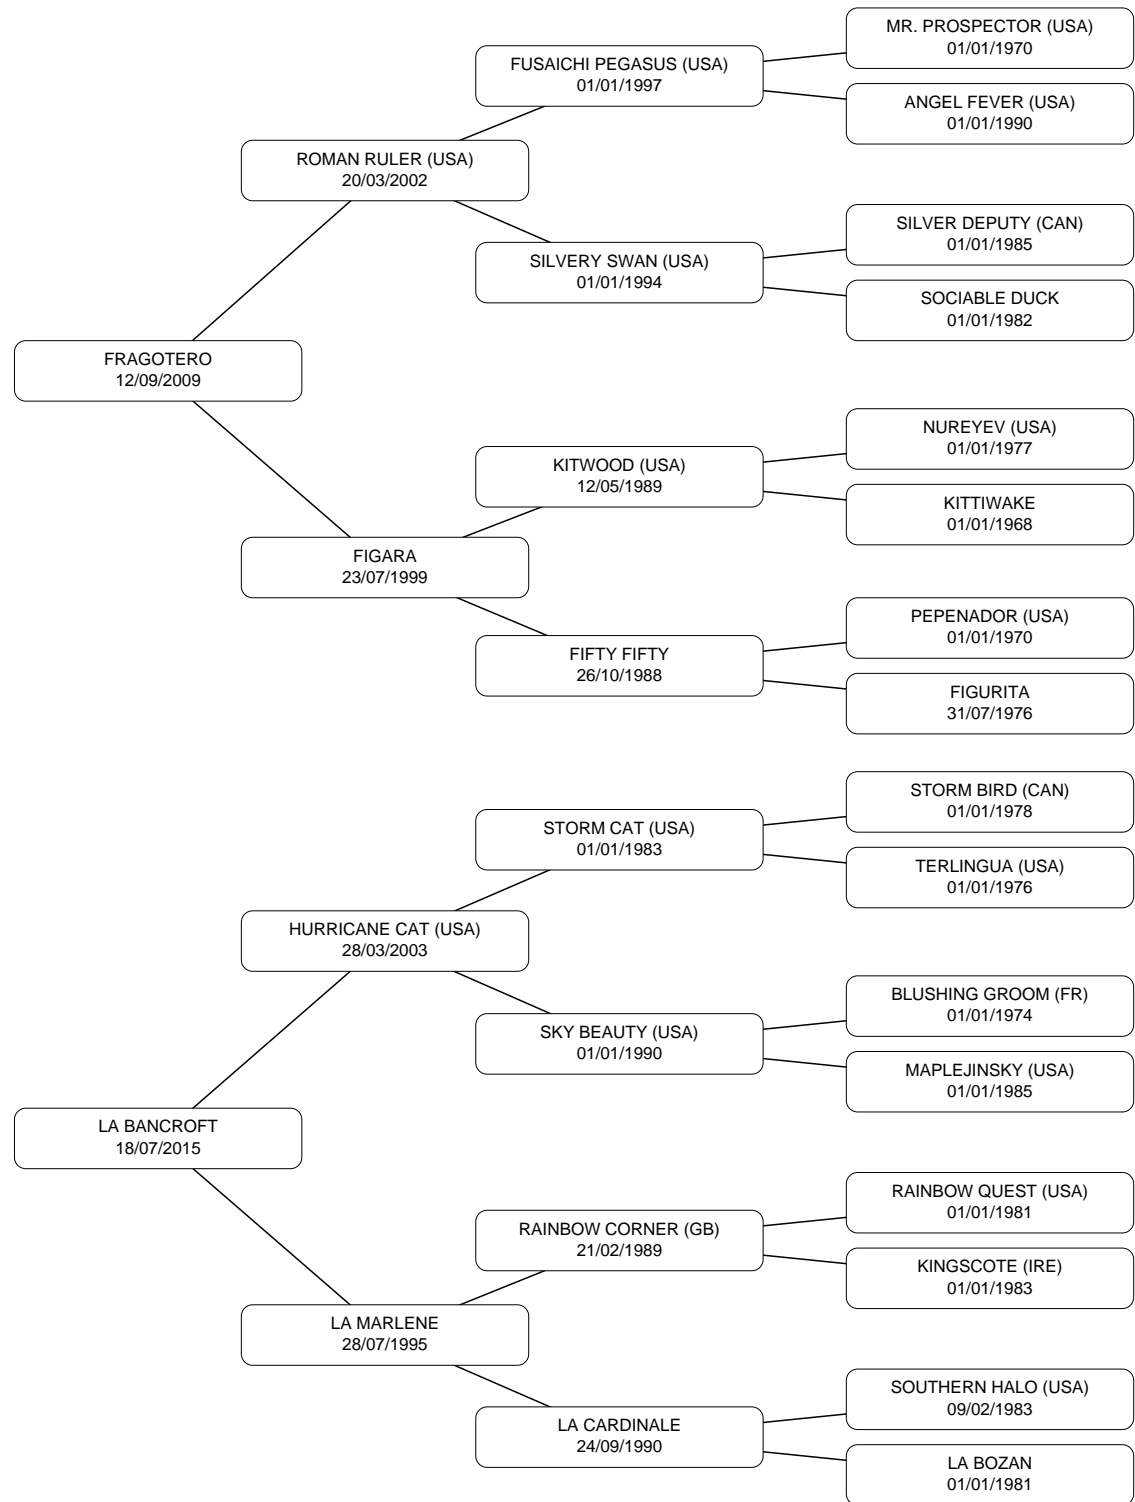 MR. PROSPECTOR (USA)
01/01/1970
FUSAICHI PEGASUS (USA)
01/01/1997
ANGEL FEVER (USA)
01/01/1990
ROMAN RULER (USA)
20/03/2002
SILVER DEPUTY (CAN)
01/01/1985
SILVERY SWAN (USA)
01/01/1994
SOCIABLE DUCK
01/01/1982
FRAGOTERO
12/09/2009
NUREYEV (USA)
01/01/1977
KITWOOD (USA)
12/05/1989
KITTIWAKE
01/01/1968
FIGARA
23/07/1999
PEPENADOR (USA)
01/01/1970
FIFTY FIFTY
26/10/1988
FIGURITA
31/07/1976
STORM BIRD (CAN)
01/01/1978
STORM CAT (USA)
01/01/1983
TERLINGUA (USA)
01/01/1976
HURRICANE CAT (USA)
28/03/2003
BLUSHING GROOM (FR)
01/01/1974
SKY BEAUTY (USA)
01/01/1990
MAPLEJINSKY (USA)
01/01/1985
LA BANCROFT
18/07/2015
RAINBOW QUEST (USA)
01/01/1981
RAINBOW CORNER (GB)
21/02/1989
KINGSCOTE (IRE)
01/01/1983
LA MARLENE
28/07/1995
SOUTHERN HALO (USA)
09/02/1983
LA CARDINALE
24/09/1990
LA BOZAN
01/01/1981